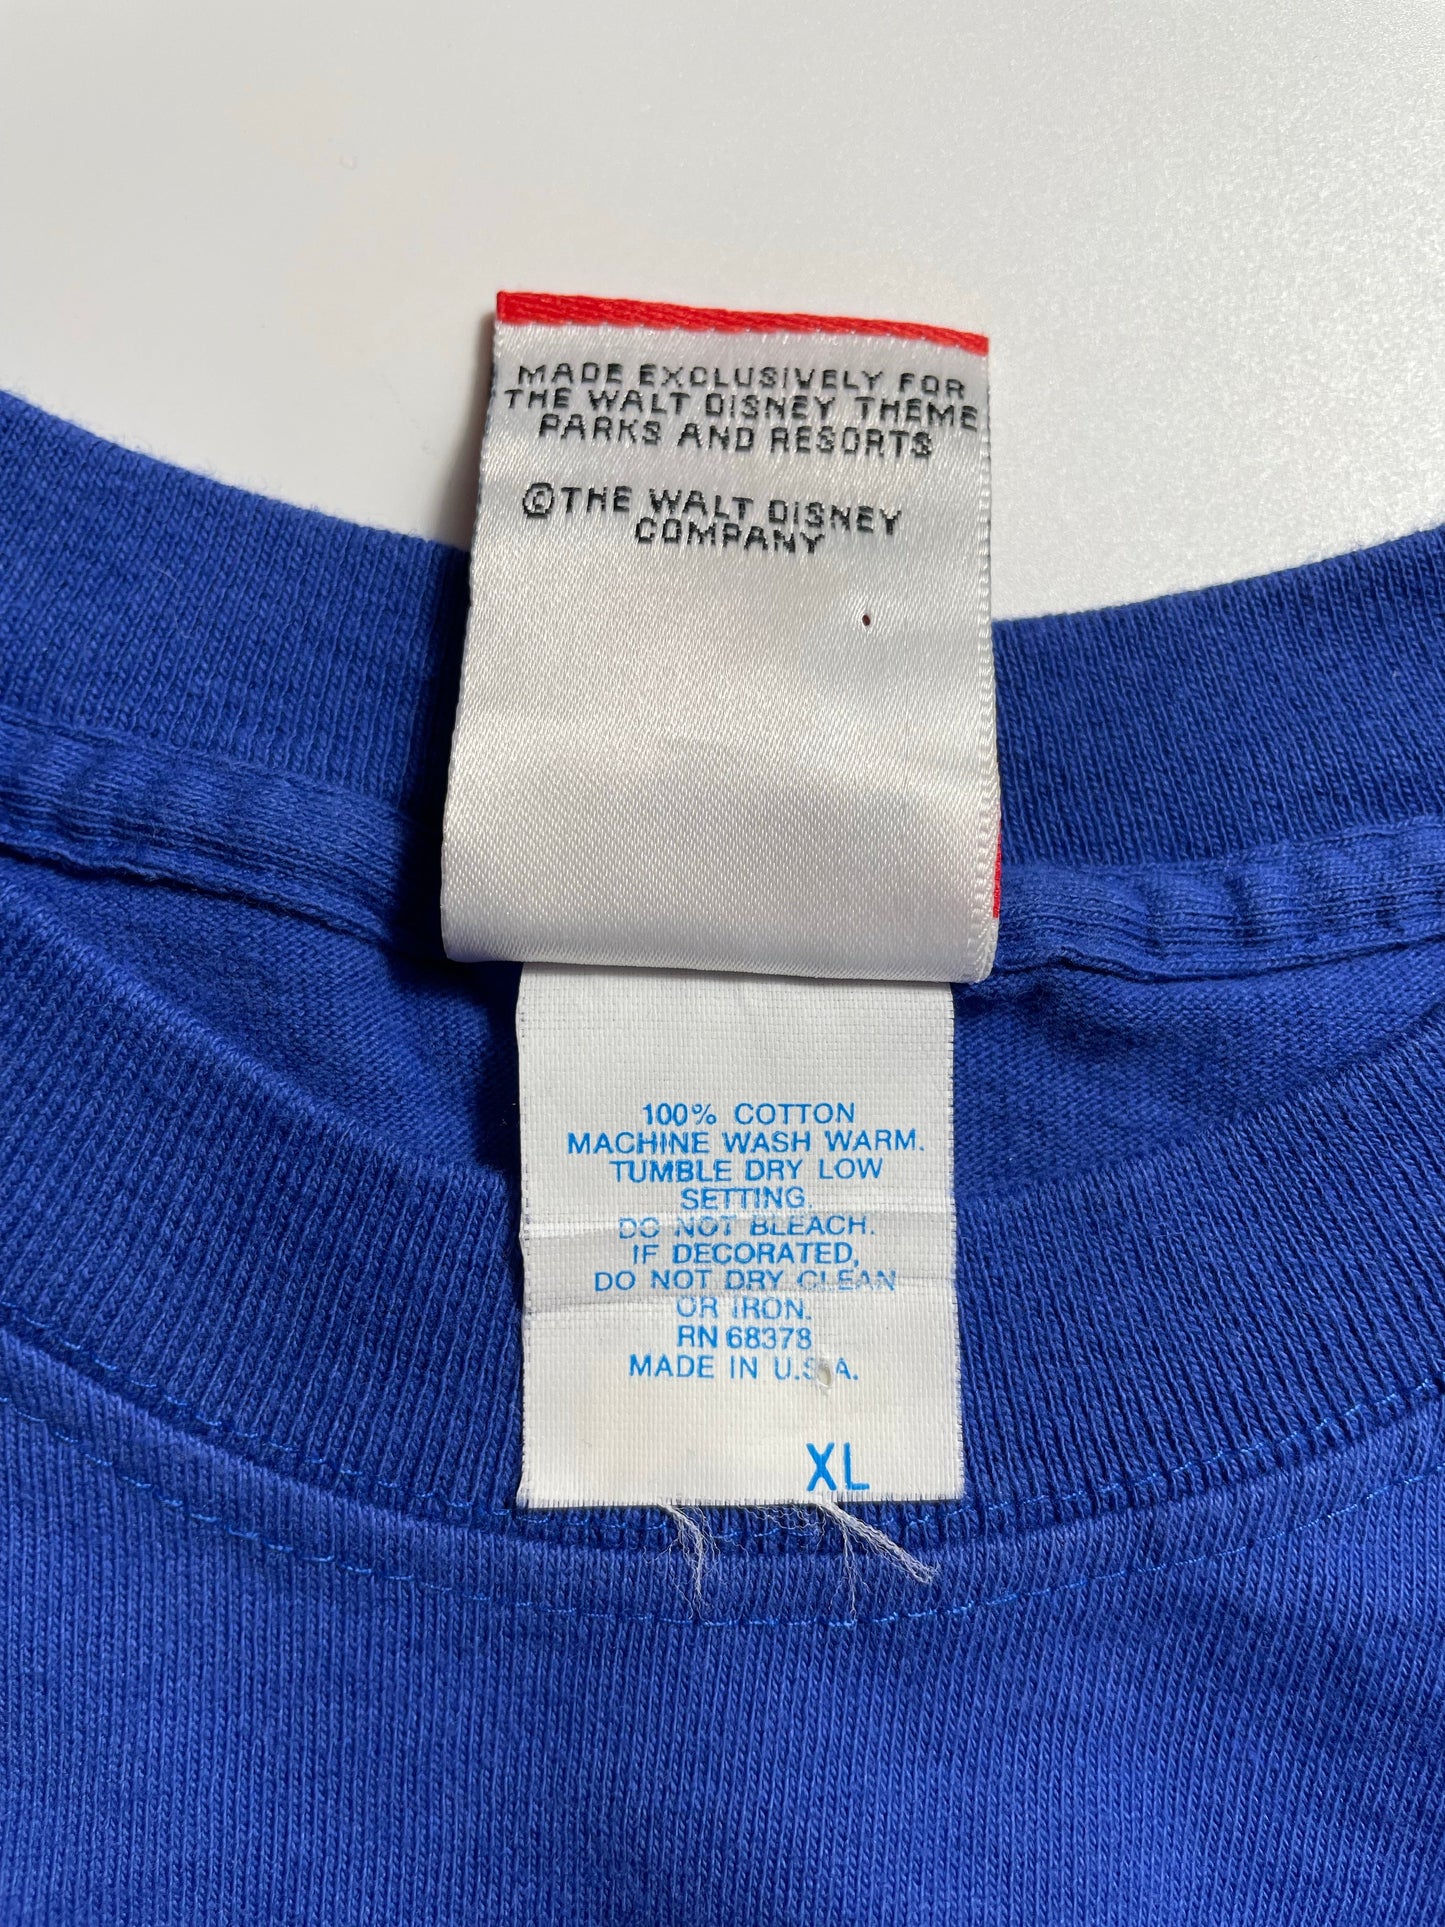 MADE EXCLUSIVELY FOR
THE WALT DISNEY THEME
PARKS AND RESORTS
©THE WALT DISNEY
COMPANY
100% COTTON
MACHINE WASH WARM.
TUMBLE DRY LOW
SETTING.
DO NOT BLEACH.
IF DECORATED,
DO NOT DRY CLEAN
OR IRON.
RN 68378
MADE IN U.S.A.
XL